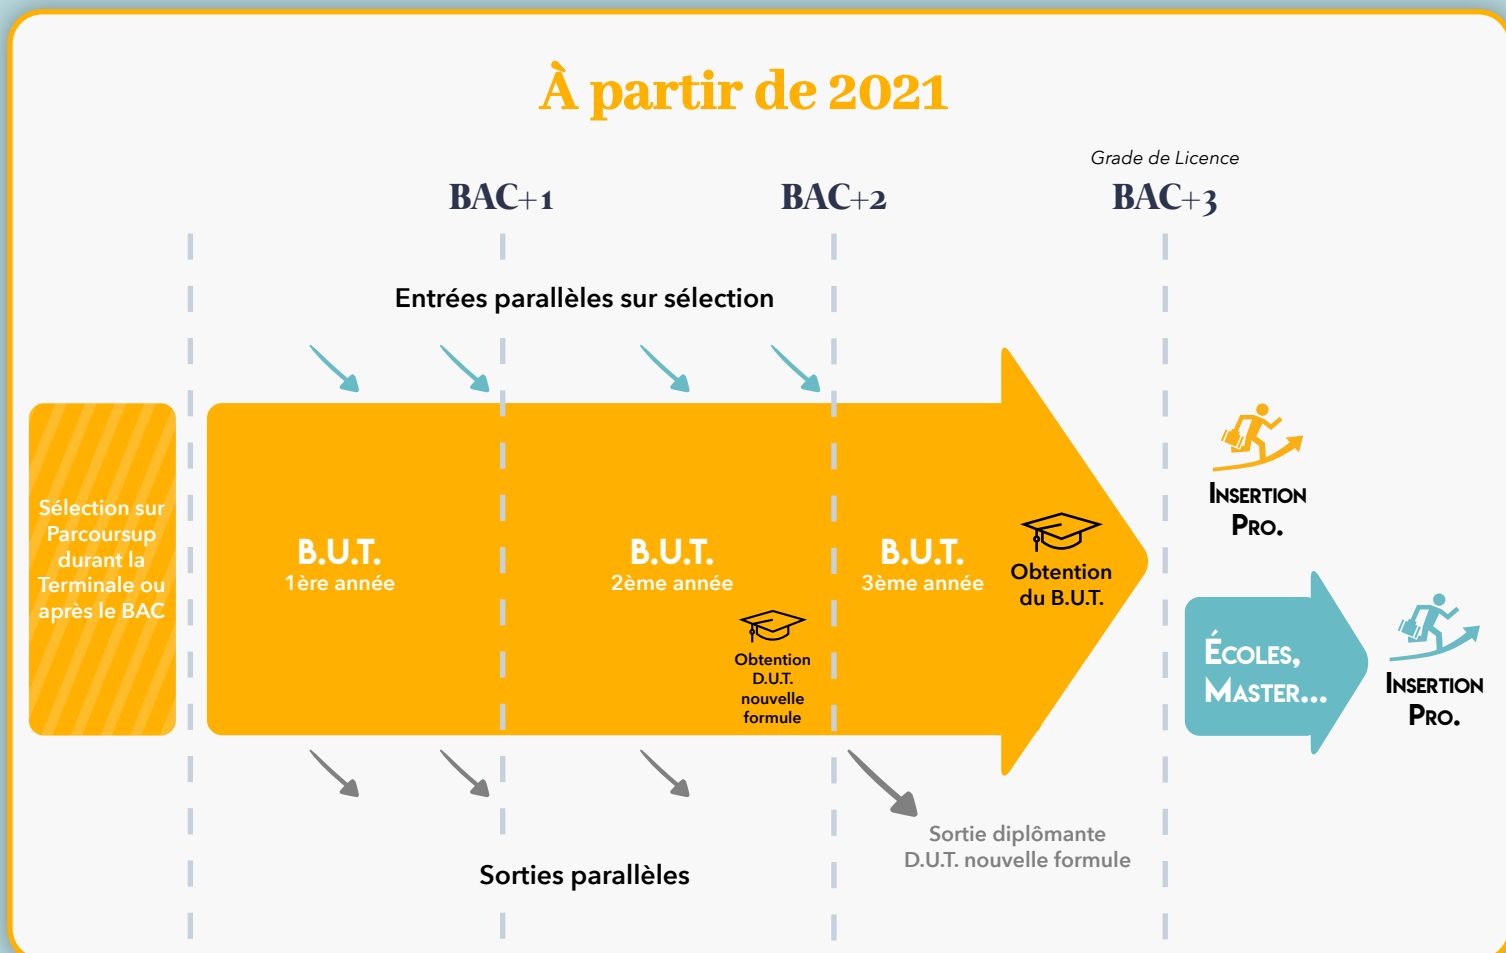 À partir de 2021
Grade de Licence
BAC+1
BAC+2
BAC+3
Entrées parallèles sur sélection
Sélection sur
Parcoursup
durant la
Terminale ou
après le BAC
B.U.T.
1ère année
B.U.T.
2ème année
Obtention
D.U.T.
nouvelle
formule
B.U.T.
3ème année
Obtention
du B.U.T.
Insertion
Pro.
Écoles,
Master...
Insertion
Pro.
Sortie diplômante
D.U.T. nouvelle formule
Sorties parallèles